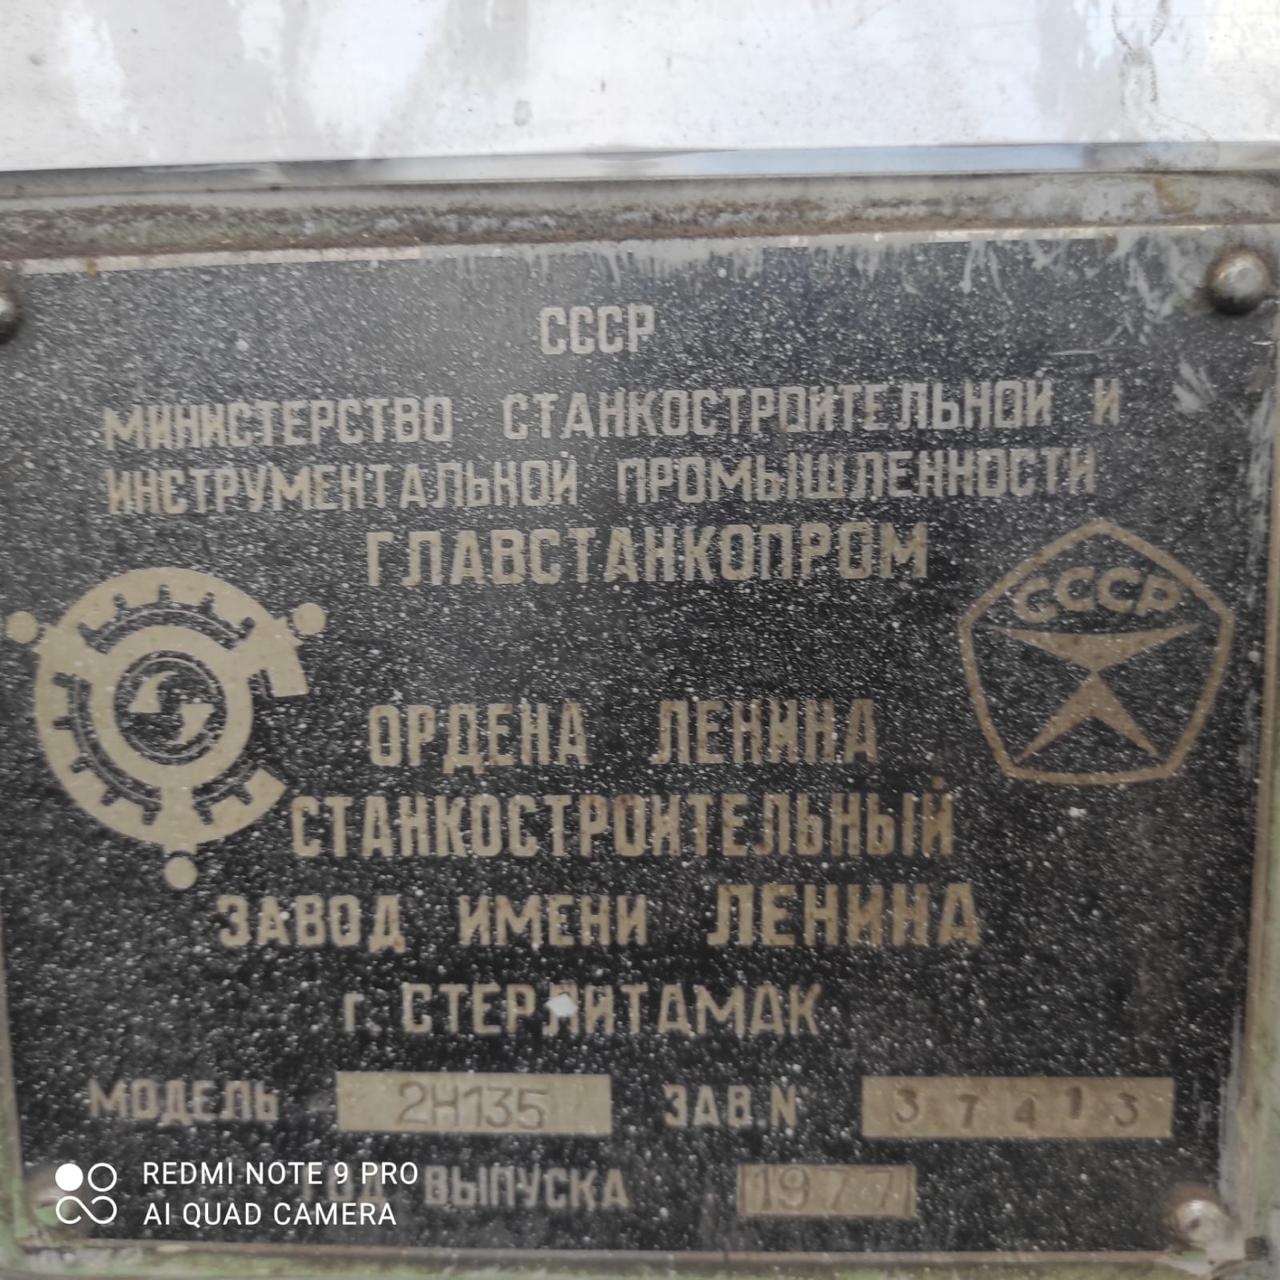 СССР
МИНИСТЕРСТВО СТАНКОСТРОИТЕЛЬНОЙ И
ИНСТРУМЕНТАЛЬНОЙ ПРОМЫШЛЕННОСТИ
ГЛАВСТАНКОПРОМ
СССР
ОРДЕНА ЛЕНИНА
СТАНКОСТРОИТЕЛЬНЫЙ
ЗАВОД ИМЕНИ ЛЕНИНА
г. СТЕРЛИТАМАК
МОДЕЛЬ 2Н135 ЗАВ.N 37413
ГОД ВЫПУСКА 1977
REDMI NOTE 9 PRO
AI QUAD CAMERA